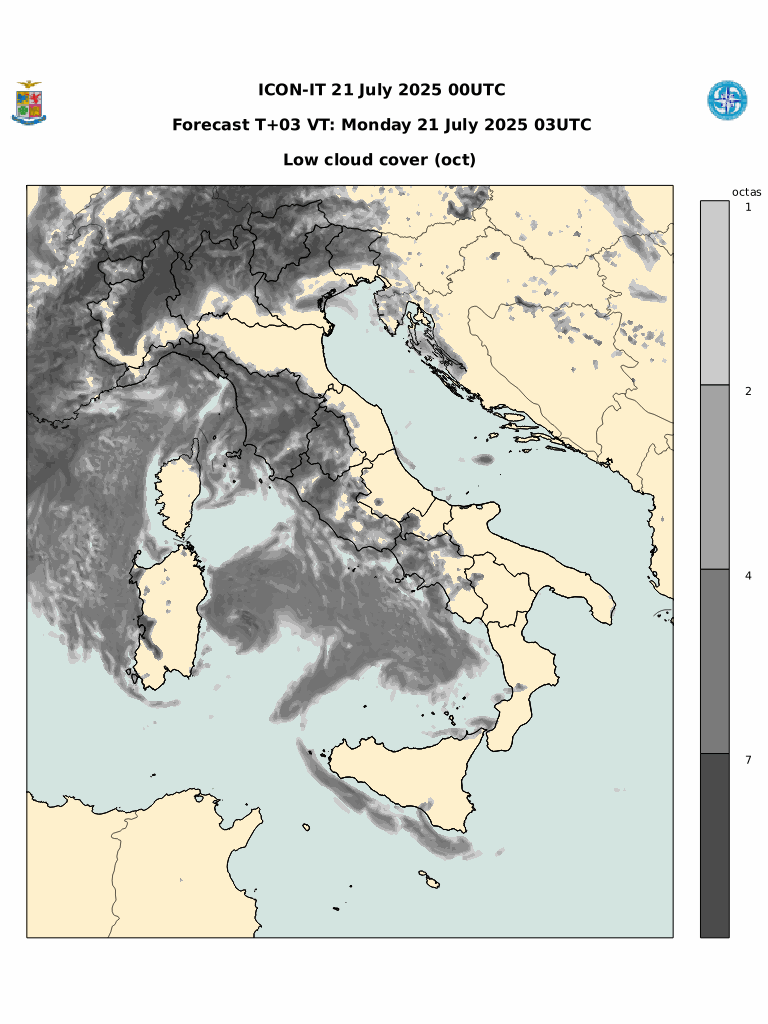 ICON-IT 21 July 2025 00UTC
Forecast T+03 VT: Monday 21 July 2025 03UTC
Low cloud cover (oct)
octas
1
2
4
7